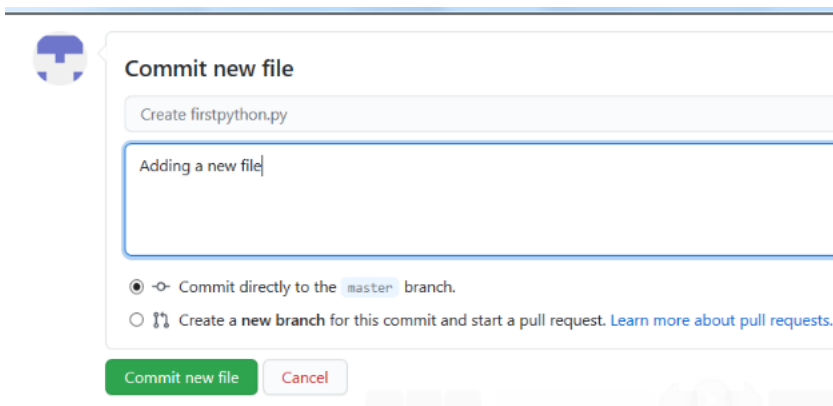 Commit new file
Create firstpython.py
Adding a new file
Commit directly to the master branch.
Create a new branch for this commit and start a pull request. Learn more about pull requests.
Commit new file
Cancel